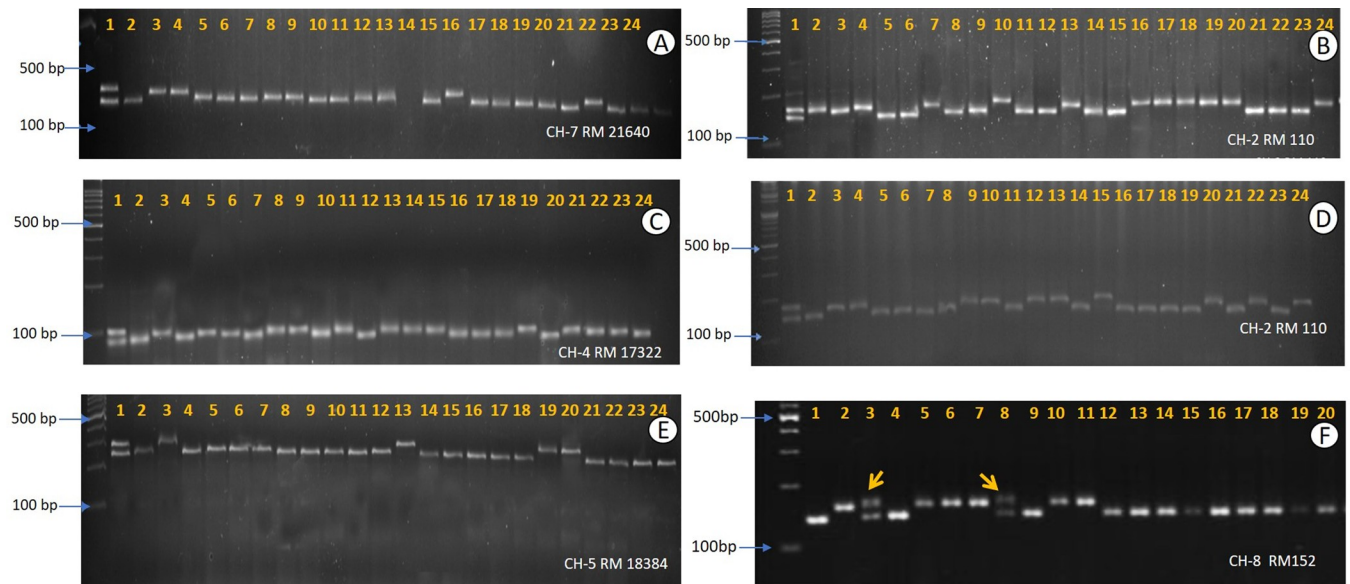 1 2 3 4 5 6 7 8 9 10 11 12 13 14 15 16 17 18 19 20 21 22 23 24
A
500 bp
100 bp
CH-7 RM 21640
1 2 3 4 5 6 7 8 9 10 11 12 13 14 15 16 17 18 19 20 21 22 23 24
500 bp
B
100 bp
CH-2 RM 110
1 2 3 4 5 6 7 8 9 10 11 12 13 14 15 16 17 18 19 20 21 22 23 24
500 bp
C
100 bp
CH-4 RM 17322
1 2 3 4 5 6 7 8 9 10 11 12 13 14 15 16 17 18 19 20 21 22 23 24
D
500 bp
100 bp
CH-2 RM 110
1 2 3 4 5 6 7 8 9 10 11 12 13 14 15 16 17 18 19 20 21 22 23 24
500 bp
E
100 bp
CH-5 RM 18384
1 2 3 4 5 6 7 8 9 10 11 12 13 14 15 16 17 18 19 20
500bp
F
100bp
CH-8 RM152